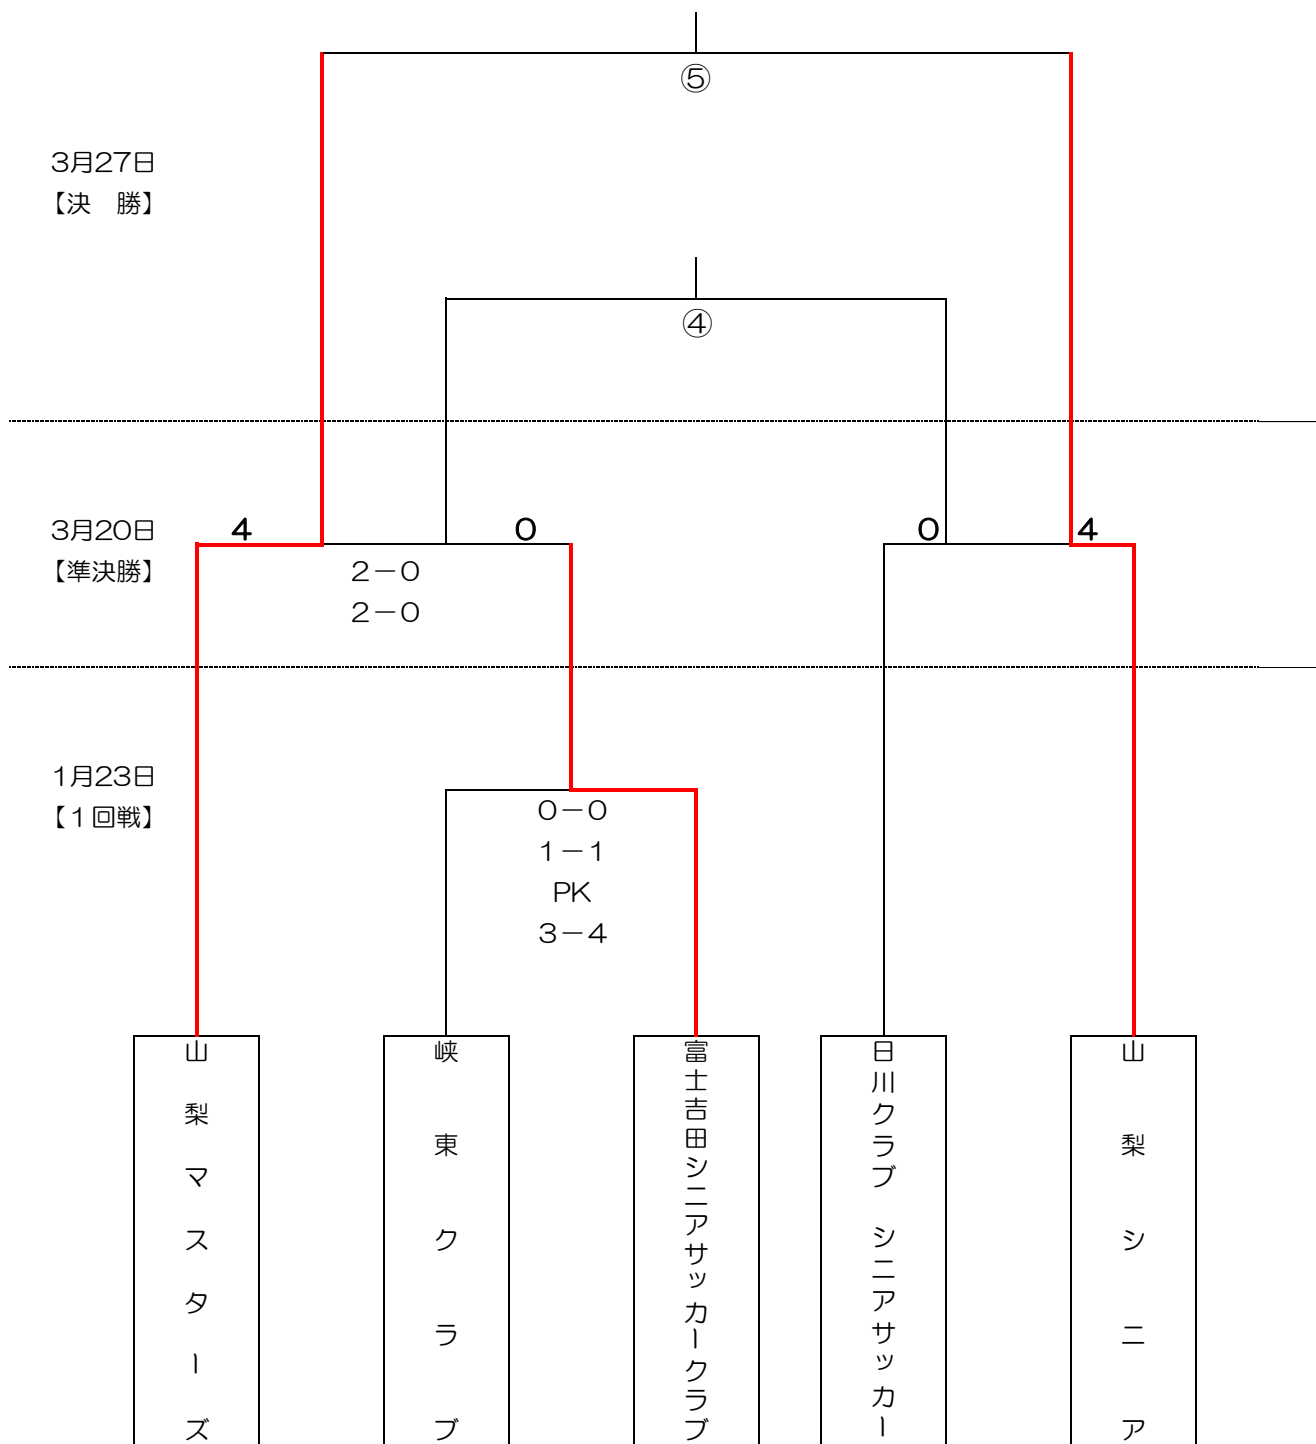 ⑤
3月27日
【決　勝】
④
3月20日
【準決勝】
4
0
0
4
2－0
2－0
1月23日
【1回戦】
0－0
1－1
PK
3－4
山梨マスターズ
峡東クラブ
富士吉田シニアサッカークラブ
日川クラブ　シニアサッカー
山梨シニア